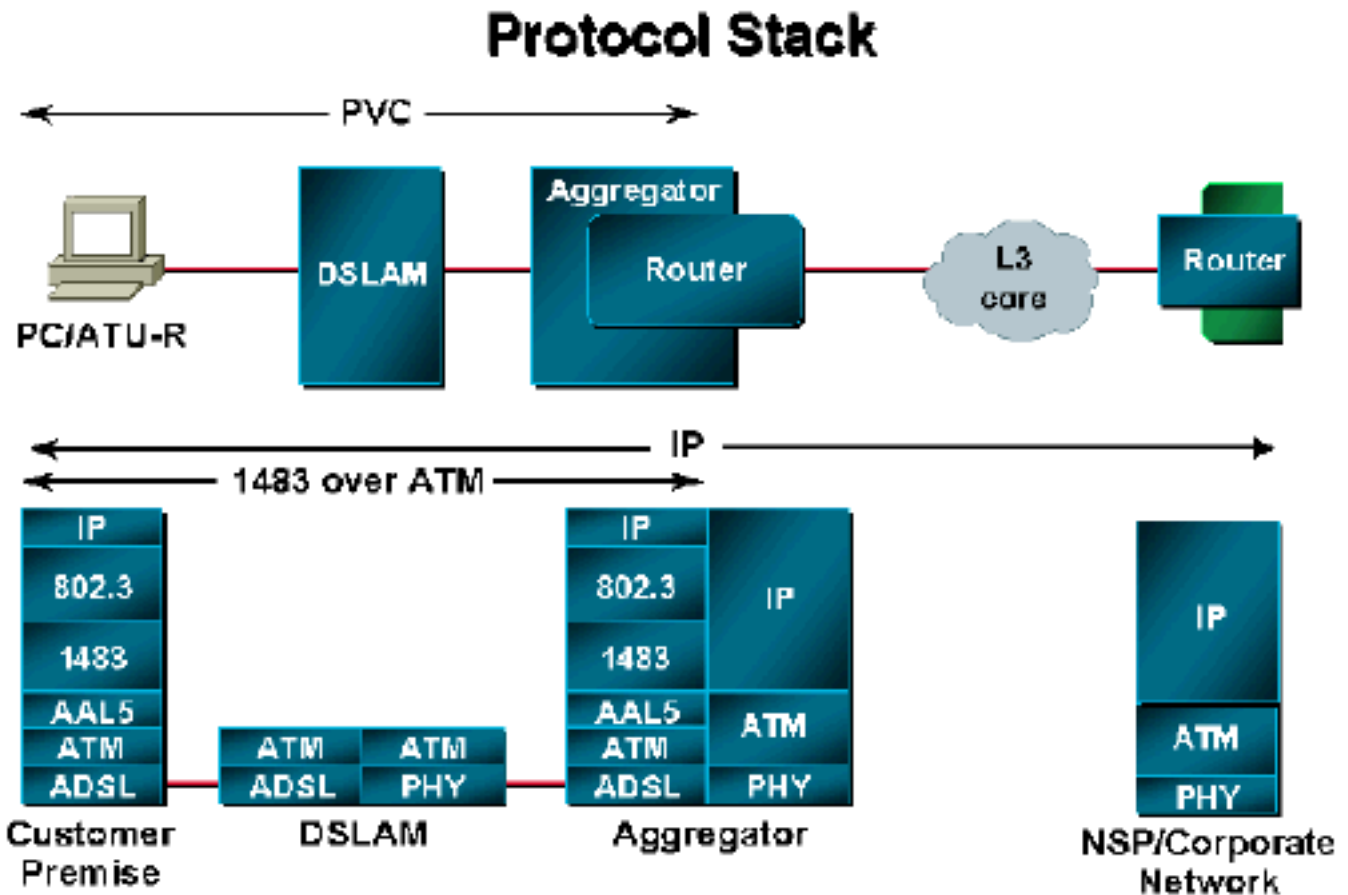 Protocol Stack
PVC
Aggregator
DSLAM
Router
L3
core
Router
PC/ATU-R
IP
1483 over ATM
IP
802.3
1483
AAL5
ATM
ADSL
Customer
Premise
ATM
ATM
ADSL
PHY
DSLAM
IP
802.3
1483
AAL5
ATM
ADSL
IP
ATM
PHY
Aggregator
IP
ATM
PHY
NSP/Corporate
Network